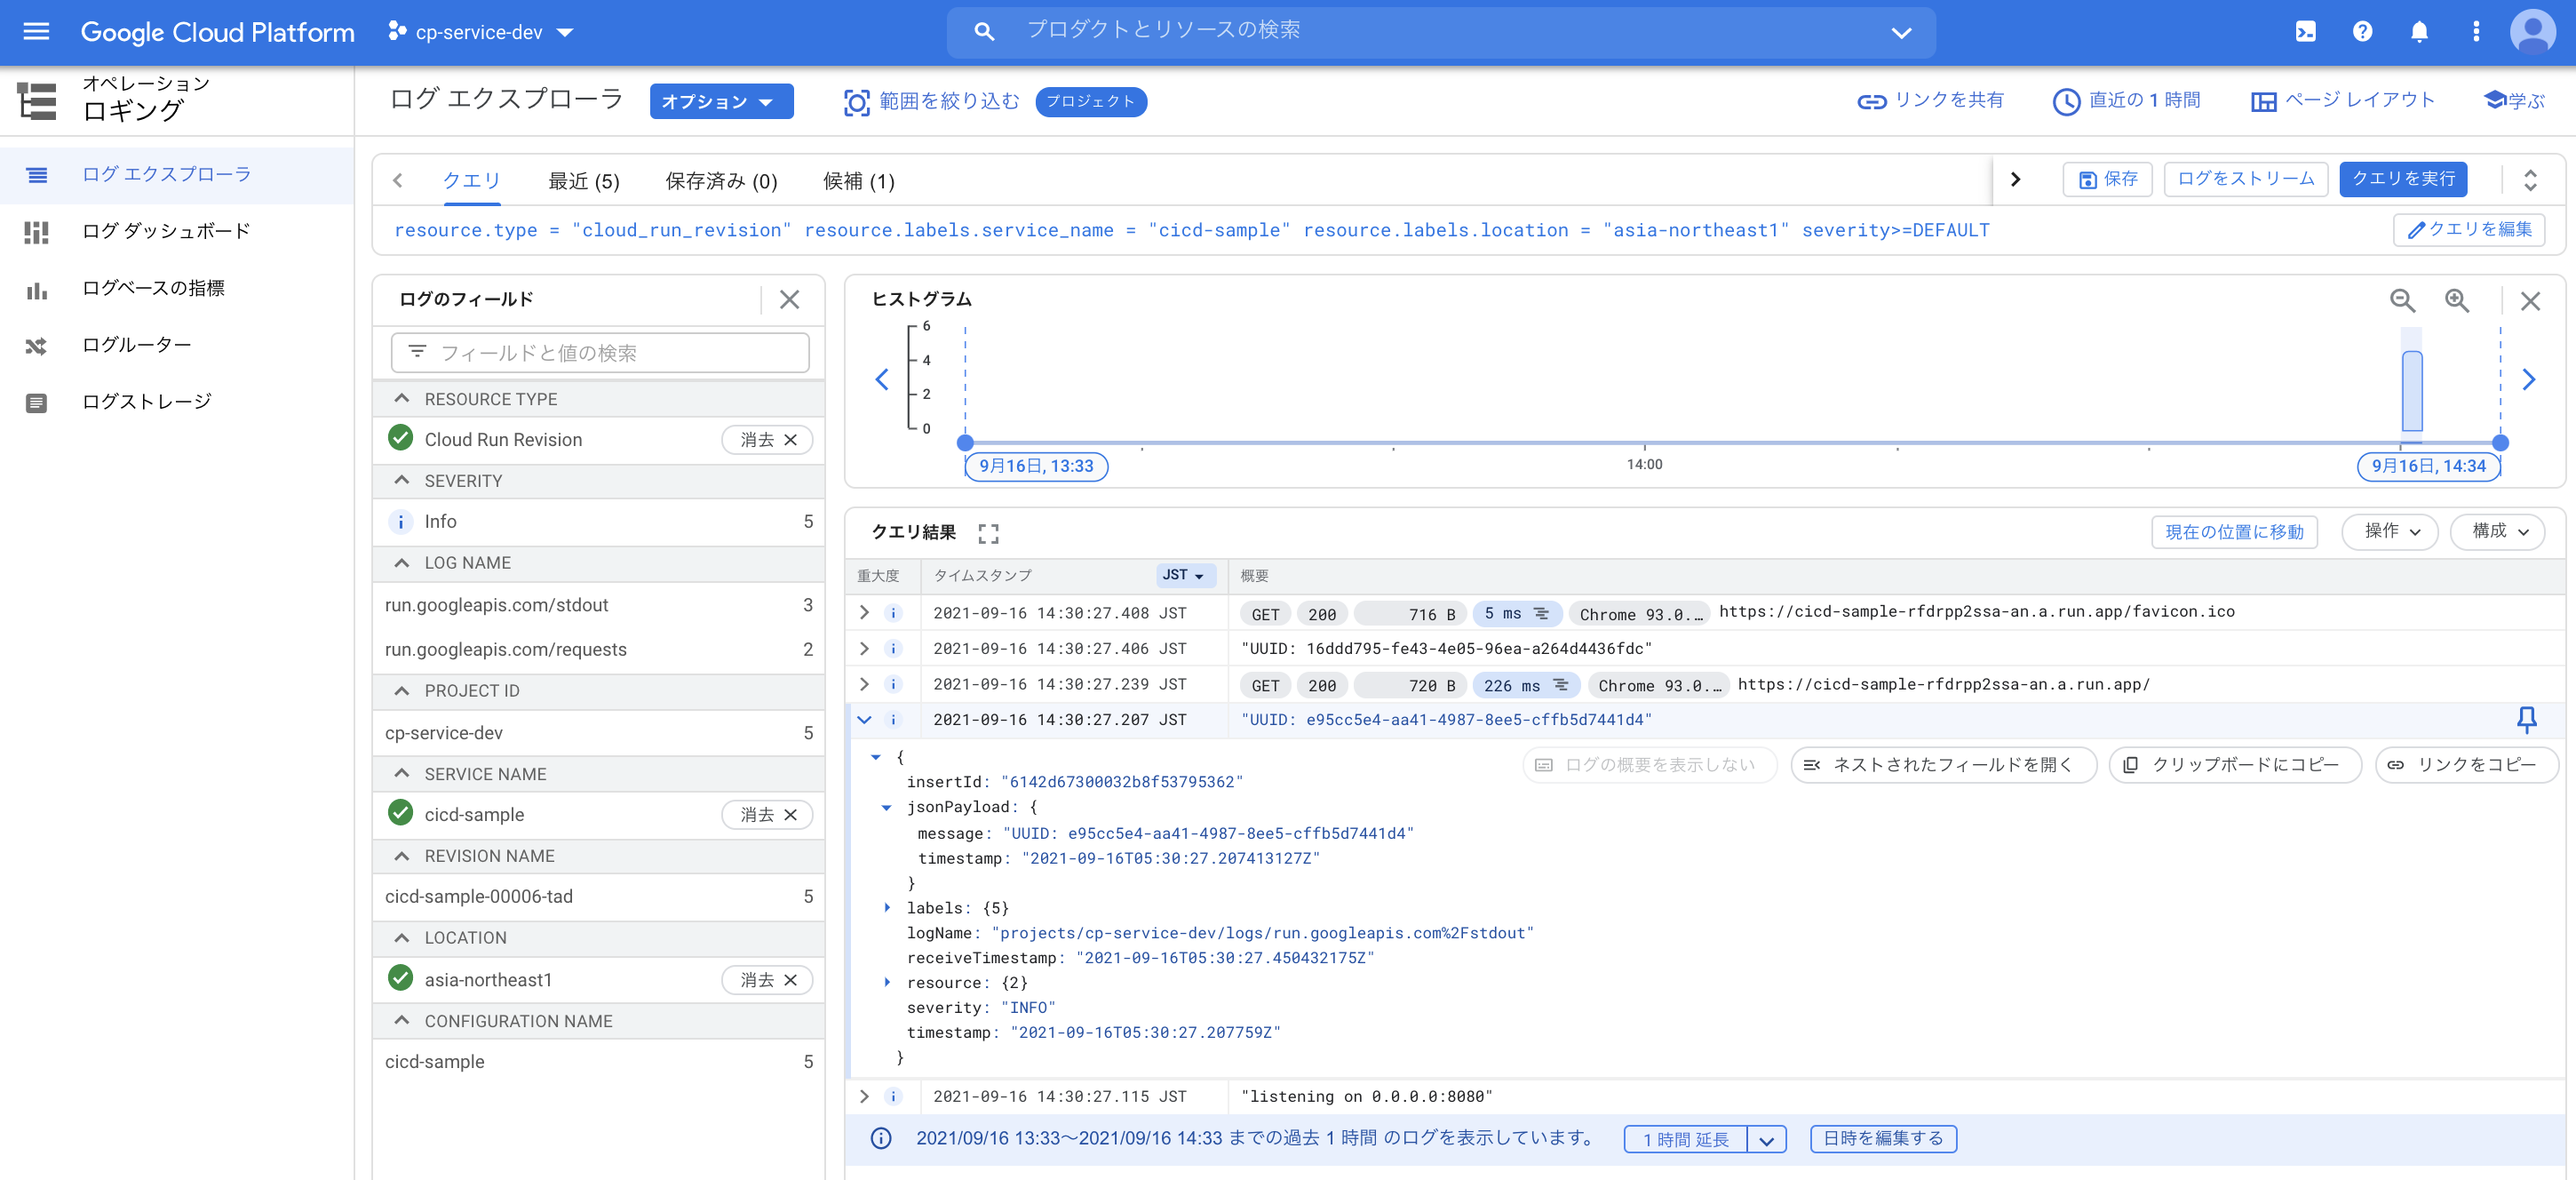 Google Cloud Platform
cp-service-dev
プロダクトとリソースの検索
オペレーション
ロギング
ログ エクスプローラ
ログ ダッシュボード
ログベースの指標
ログルーター
ログストレージ
ログ エクスプローラ
オプション
範囲を絞り込む
プロジェクト
リンクを共有
直近の 1 時間
ページ レイアウト
学ぶ
クエリ
最近 (5)
保存済み (0)
候補 (1)
保存
ログをストリーム
クエリを実行
resource.type = "cloud_run_revision" resource.labels.service_name = "cicd-sample" resource.labels.location = "asia-northeast1" severity>=DEFAULT
クエリを編集
ログのフィールド
フィールドと値の検索
RESOURCE TYPE
Cloud Run Revision 消去
SEVERITY
Info 5
LOG NAME
run.googleapis.com/stdout 3
run.googleapis.com/requests 2
PROJECT ID
cp-service-dev 5
SERVICE NAME
cicd-sample 消去
REVISION NAME
cicd-sample-00006-tad 5
LOCATION
asia-northeast1 消去
CONFIGURATION NAME
cicd-sample 5
ヒストグラム
6
4
2
0
9月16日, 13:33
14:00
9月16日, 14:34
クエリ結果
現在の位置に移動
操作
構成
重大度 タイムスタンプ JST 概要
2021-09-16 14:30:27.408 JST GET 200 716 B 5 ms Chrome 93.0.… https://cicd-sample-rfdrpp2ssa-an.a.run.app/favicon.ico
2021-09-16 14:30:27.406 JST "UUID: 16ddd795-fe43-4e05-96ea-a264d4436fdc"
2021-09-16 14:30:27.239 JST GET 200 720 B 226 ms Chrome 93.0.… https://cicd-sample-rfdrpp2ssa-an.a.run.app/
2021-09-16 14:30:27.207 JST "UUID: e95cc5e4-aa41-4987-8ee5-cffb5d7441d4"
{
ログの概要を表示しない
ネストされたフィールドを開く
クリップボードにコピー
リンクをコピー
insertId: "6142d67300032b8f53795362"
jsonPayload: {
message: "UUID: e95cc5e4-aa41-4987-8ee5-cffb5d7441d4"
timestamp: "2021-09-16T05:30:27.207413127Z"
}
labels: {5}
logName: "projects/cp-service-dev/logs/run.googleapis.com%2Fstdout"
receiveTimestamp: "2021-09-16T05:30:27.450432175Z"
resource: {2}
severity: "INFO"
timestamp: "2021-09-16T05:30:27.207759Z"
}
2021-09-16 14:30:27.115 JST "listening on 0.0.0.0:8080"
2021/09/16 13:33〜2021/09/16 14:33 までの過去 1 時間 のログを表示しています。
1 時間 延長
日時を編集する